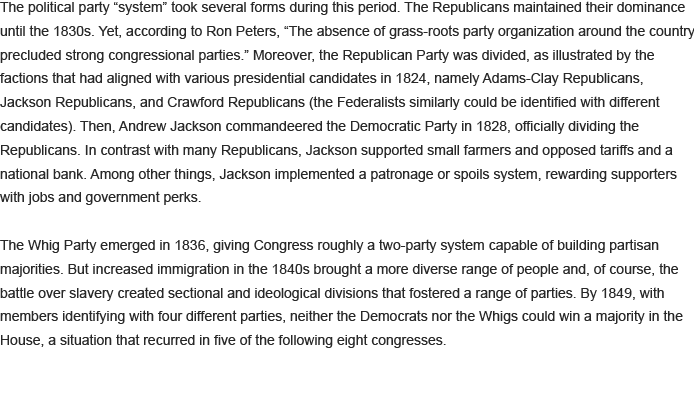 The political party “system” took several forms during this period. The Republicans maintained their dominance
until the 1830s. Yet, according to Ron Peters, “The absence of grass-roots party organization around the country
precluded strong congressional parties.” Moreover, the Republican Party was divided, as illustrated by the
factions that had aligned with various presidential candidates in 1824, namely Adams-Clay Republicans,
Jackson Republicans, and Crawford Republicans (the Federalists similarly could be identified with different
candidates). Then, Andrew Jackson commandeered the Democratic Party in 1828, officially dividing the
Republicans. In contrast with many Republicans, Jackson supported small farmers and opposed tariffs and a
national bank. Among other things, Jackson implemented a patronage or spoils system, rewarding supporters
with jobs and government perks.
The Whig Party emerged in 1836, giving Congress roughly a two-party system capable of building partisan
majorities. But increased immigration in the 1840s brought a more diverse range of people and, of course, the
battle over slavery created sectional and ideological divisions that fostered a range of parties. By 1849, with
members identifying with four different parties, neither the Democrats nor the Whigs could win a majority in the
House, a situation that recurred in five of the following eight congresses.